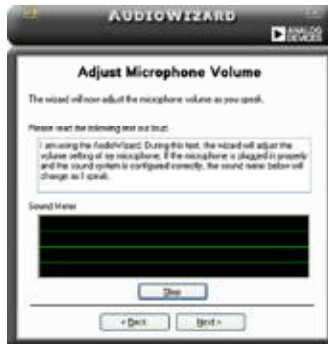 AUDIOWIZARD
ANALOG
DEVICES
Adjust Microphone Volume
The wizard will now adjust the microphone volume as you speak.
Please read the following text out loud:
I am using the AudioWizard. During this test, the wizard will adjust the
volume setting of my microphone. If the microphone is plugged in properly
and the sound system is configured correctly, the sound meter below will
change as I speak.
Sound Meter
Stop
< Back
Next >